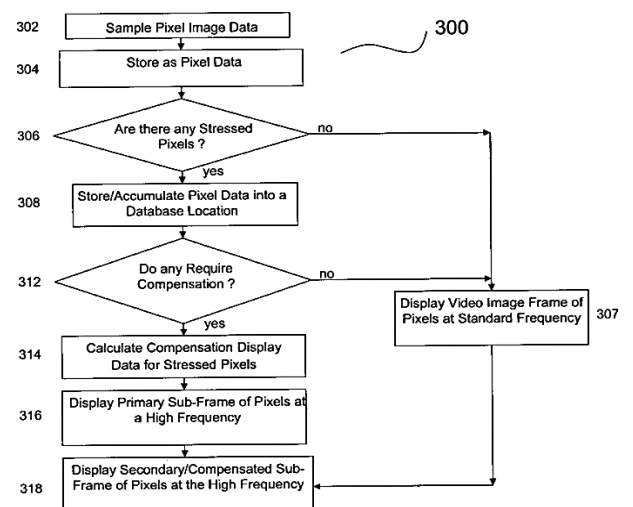 300
302
Sample Pixel Image Data
304
Store as Pixel Data
306
Are there any Stressed
Pixels ?
no
yes
308
Store/Accumulate Pixel Data into a
Database Location
312
Do any Require
Compensation ?
no
yes
Display Video Image Frame of
Pixels at Standard Frequency
307
314
Calculate Compensation Display
Data for Stressed Pixels
316
Display Primary Sub-Frame of Pixels at
a High Frequency
318
Display Secondary/Compensated Sub-
Frame of Pixels at the High Frequency